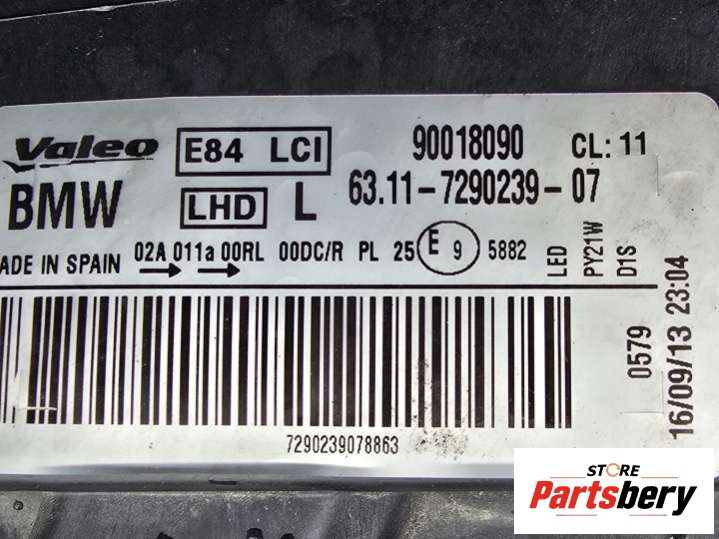 Valeo E84 LCI 90018090 CL: 11
BMW LHD L 63.11-7290239-07
ADE IN SPAIN 02A 011a 00RL 00DC/R PL 25 E 9 5882
LED
PY21W
D1S
0579
16/09/13 23:04
7290239078863
STORE
Partsbery